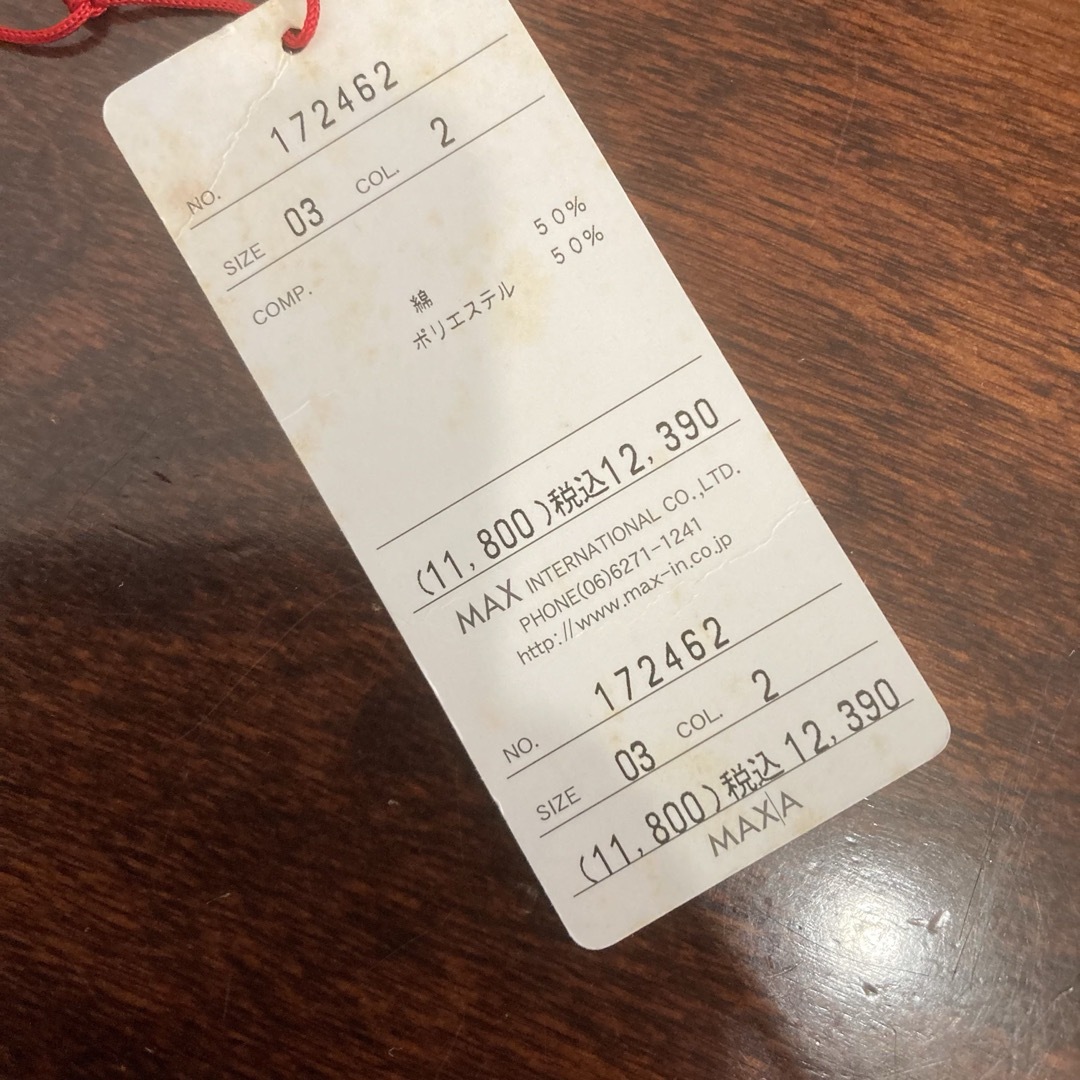 NO. 172462
SIZE 03 COL. 2
COMP.
綿 50%
ポリエステル 50%
(11,800)税込12,390
MAX INTERNATIONAL CO.,LTD.
PHONE(06)6271-1241
http://www.max-in.co.jp
NO. 172462
SIZE 03 COL. 2
(11,800)税込12,390
MAX/A